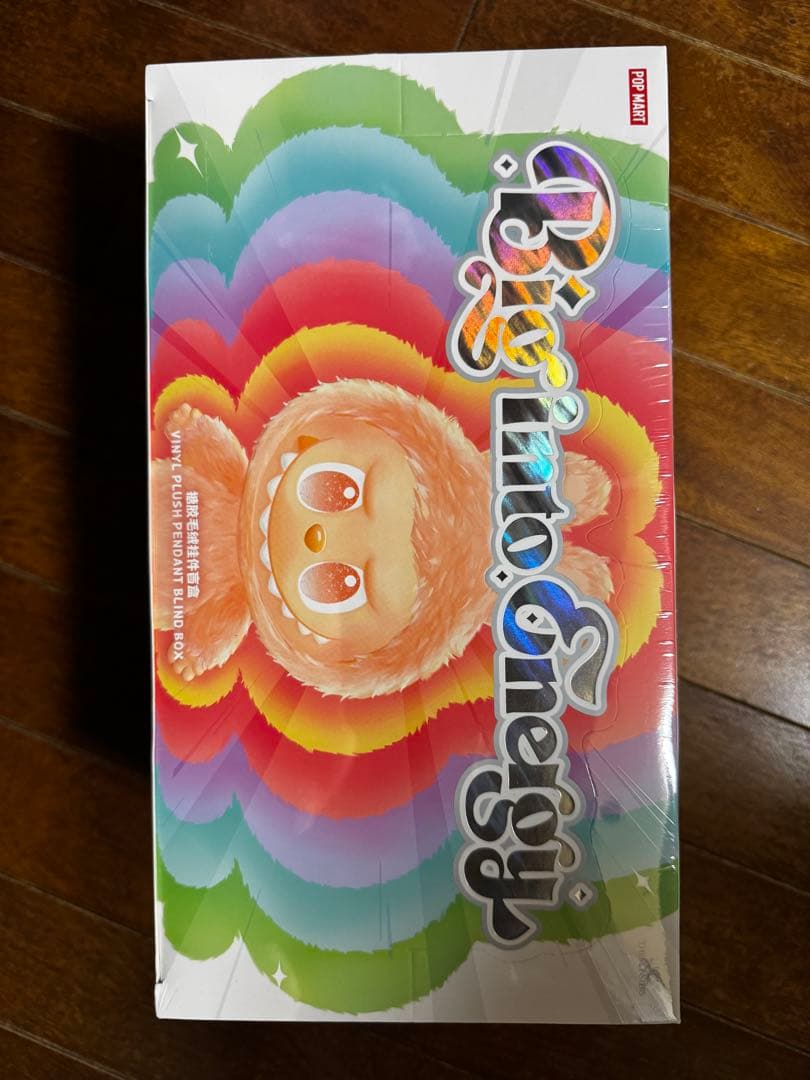 POP MART
Big into Energy
搪胶毛绒挂件盲盒
VINYL PLUSH PENDANT BLIND BOX